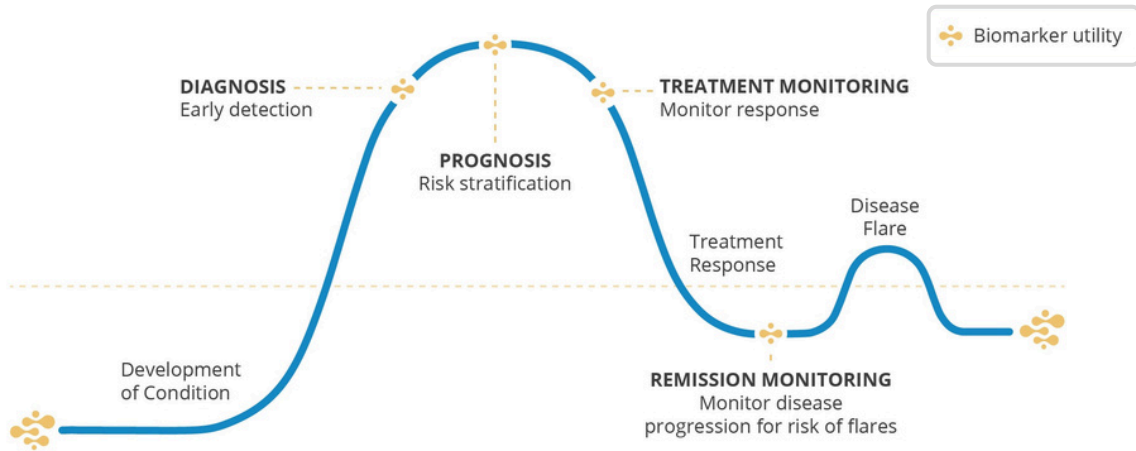 Biomarker utility
DIAGNOSIS
Early detection
PROGNOSIS
Risk stratification
TREATMENT MONITORING
Monitor response
Development
of Condition
Treatment
Response
Disease
Flare
REMISSION MONITORING
Monitor disease
progression for risk of flares